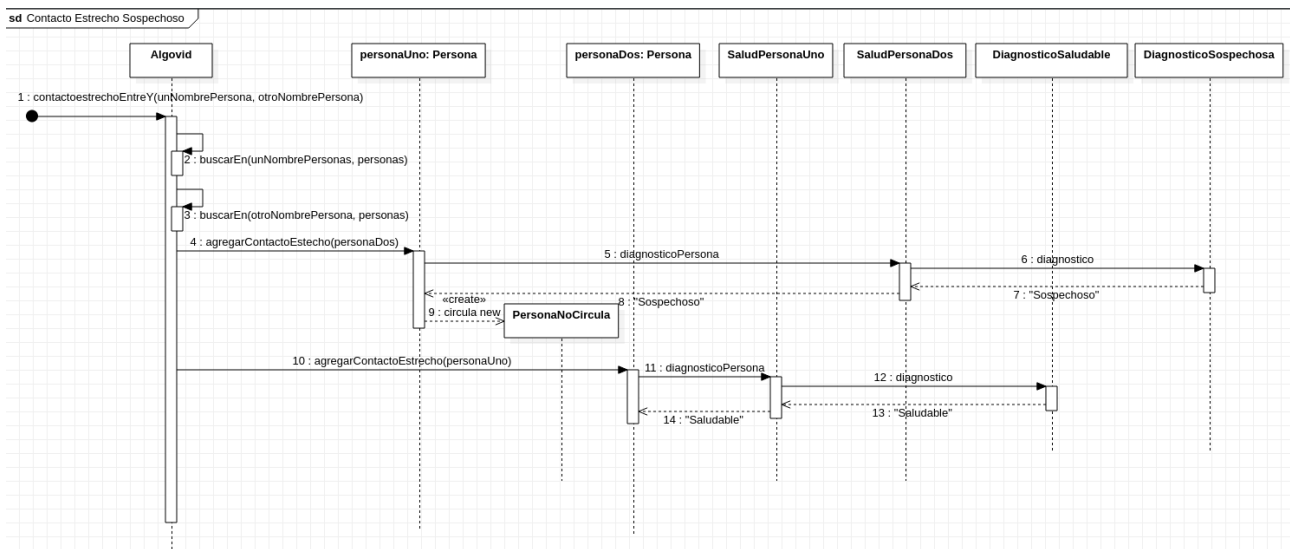 sd Contacto Estrecho Sospechoso
Algovid
personaUno: Persona
personaDos: Persona
SaludPersonaUno
SaludPersonaDos
DiagnosticoSaludable
DiagnosticoSospechosa
1 : contactoestrechoEntreY(unNombrePersona, otroNombrePersona)
2 : buscarEn(unNombrePersonas, personas)
3 : buscarEn(otroNombrePersona, personas)
4 : agregarContactoEstecho(personaDos)
5 : diagnosticoPersona
6 : diagnostico
7 : "Sospechoso"
8 : "Sospechoso"
«create»
9 : circula new
PersonaNoCircula
10 : agregarContactoEstrecho(personaUno)
11 : diagnosticoPersona
12 : diagnostico
13 : "Saludable"
14 : "Saludable"